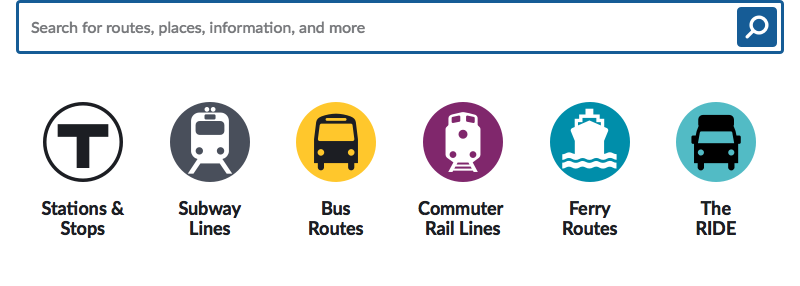 Search for routes, places, information, and more
T
Stations &
Stops
Subway
Lines
Bus
Routes
Commuter
Rail Lines
Ferry
Routes
The
RIDE